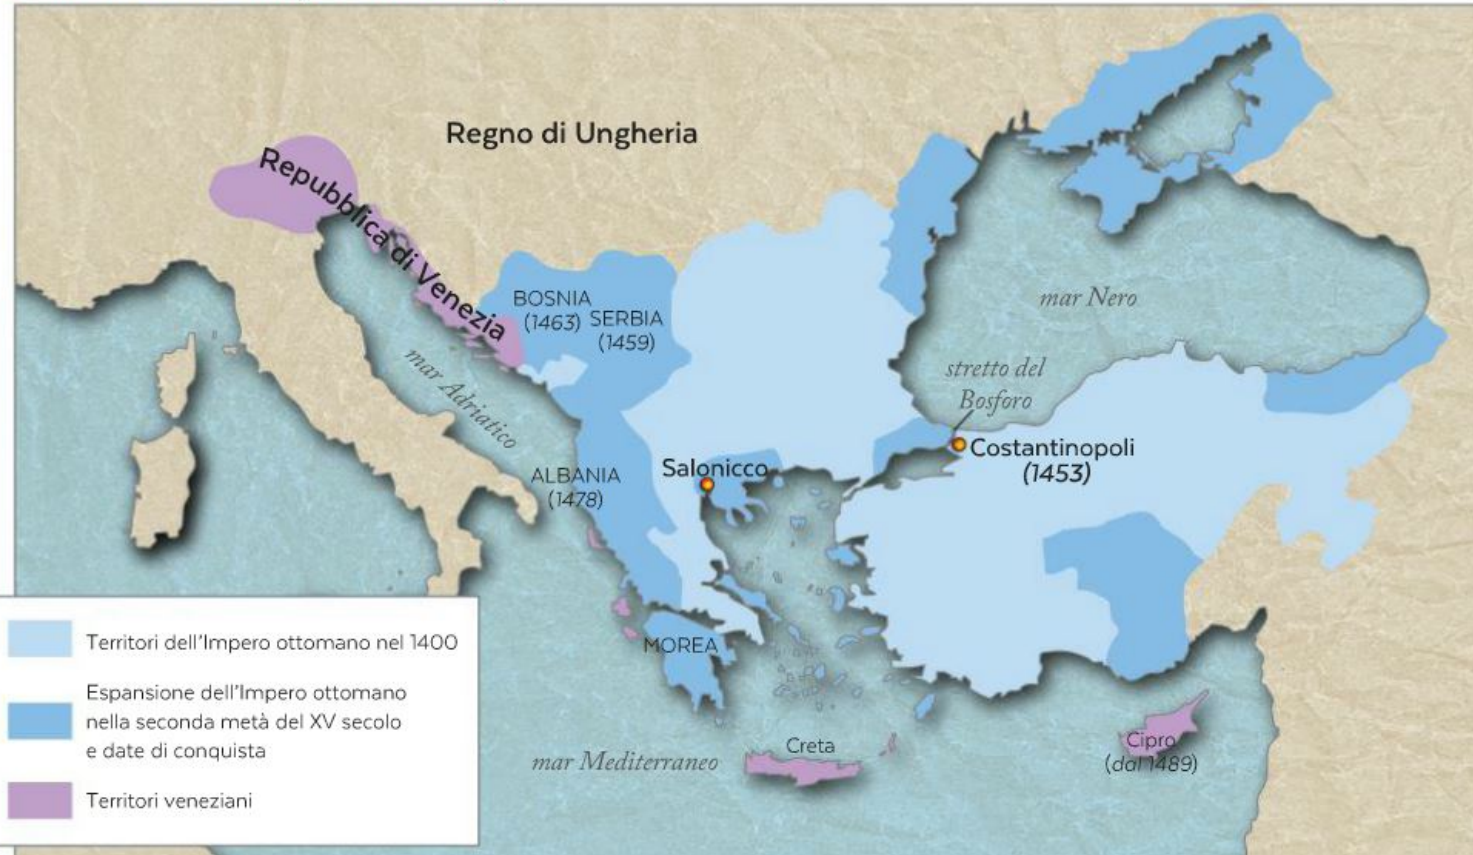 Regno di Ungheria
Repubblica di Venezia
BOSNIA
(1463)
SERBIA
(1459)
mar Nero
mar Adriatico
stretto del
Bosforo
Costantinopoli
(1453)
Salonicco
ALBANIA
(1478)
MOREA
Creta
mar Mediterraneo
Cipro
(dal 1489)
Territori dell'Impero ottomano nel 1400
Espansione dell'Impero ottomano
nella seconda metà del XV secolo
e date di conquista
Territori veneziani